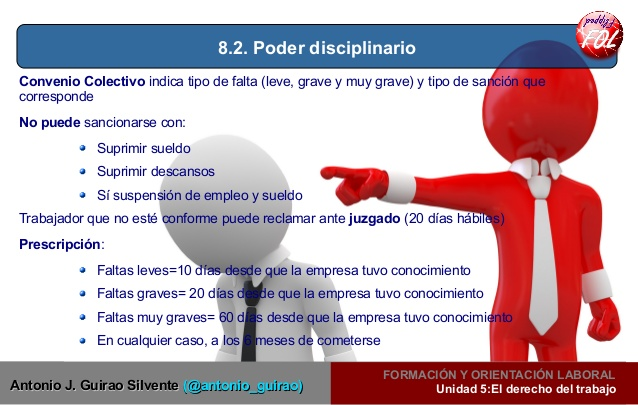 8.2. Poder disciplinario
Flipped
FOL
Convenio Colectivo indica tipo de falta (leve, grave y muy grave) y tipo de sanción que
corresponde
No puede sancionarse con:
Suprimir sueldo
Suprimir descansos
Sí suspensión de empleo y sueldo
Trabajador que no esté conforme puede reclamar ante juzgado (20 días hábiles)
Prescripción:
Faltas leves=10 días desde que la empresa tuvo conocimiento
Faltas graves= 20 días desde que la empresa tuvo conocimiento
Faltas muy graves= 60 días desde que la empresa tuvo conocimiento
En cualquier caso, a los 6 meses de cometerse
Antonio J. Guirao Silvente (@antonio_guirao)
FORMACIÓN Y ORIENTACIÓN LABORAL
Unidad 5:El derecho del trabajo